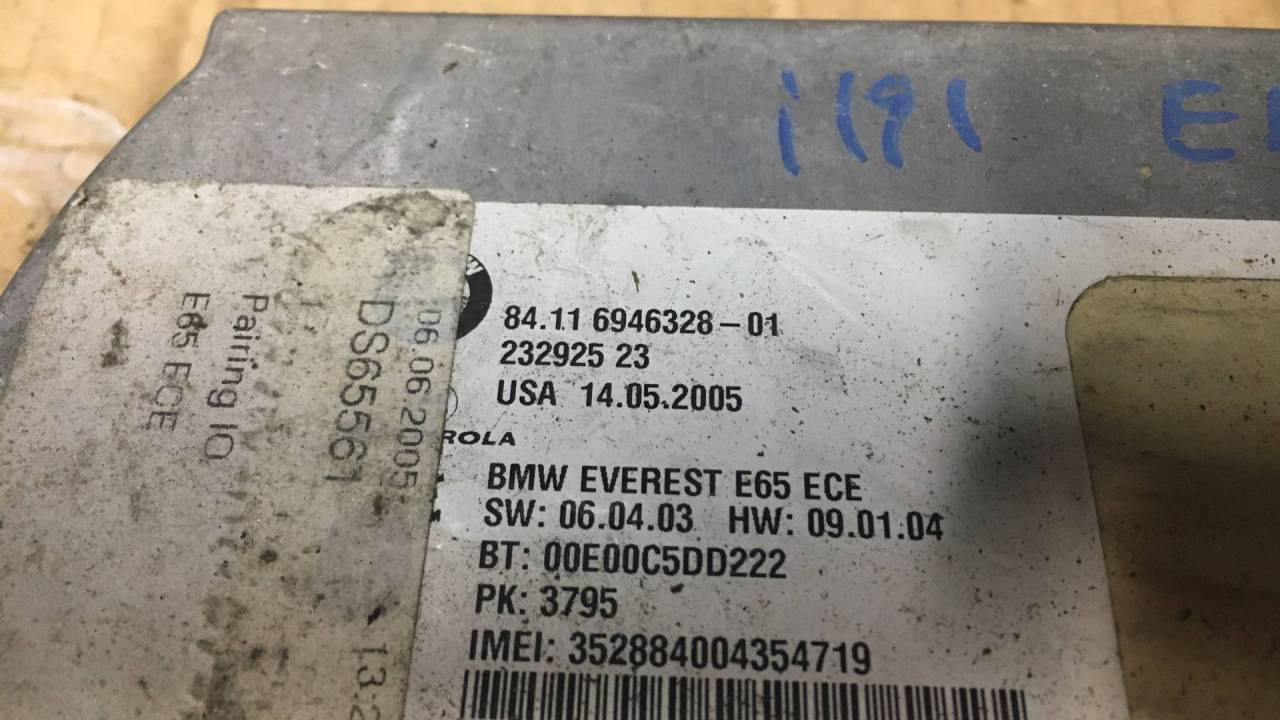 84.11 6946328-01
232925 23
USA 14.05.2005
ROLA
BMW EVEREST E65 ECE
SW: 06.04.03 HW: 09.01.04
BT: 00E00C5DD222
PK: 3795
IMEI: 352884004354719
06.06.2005
DS65561
Pairing IO
E65 ECE